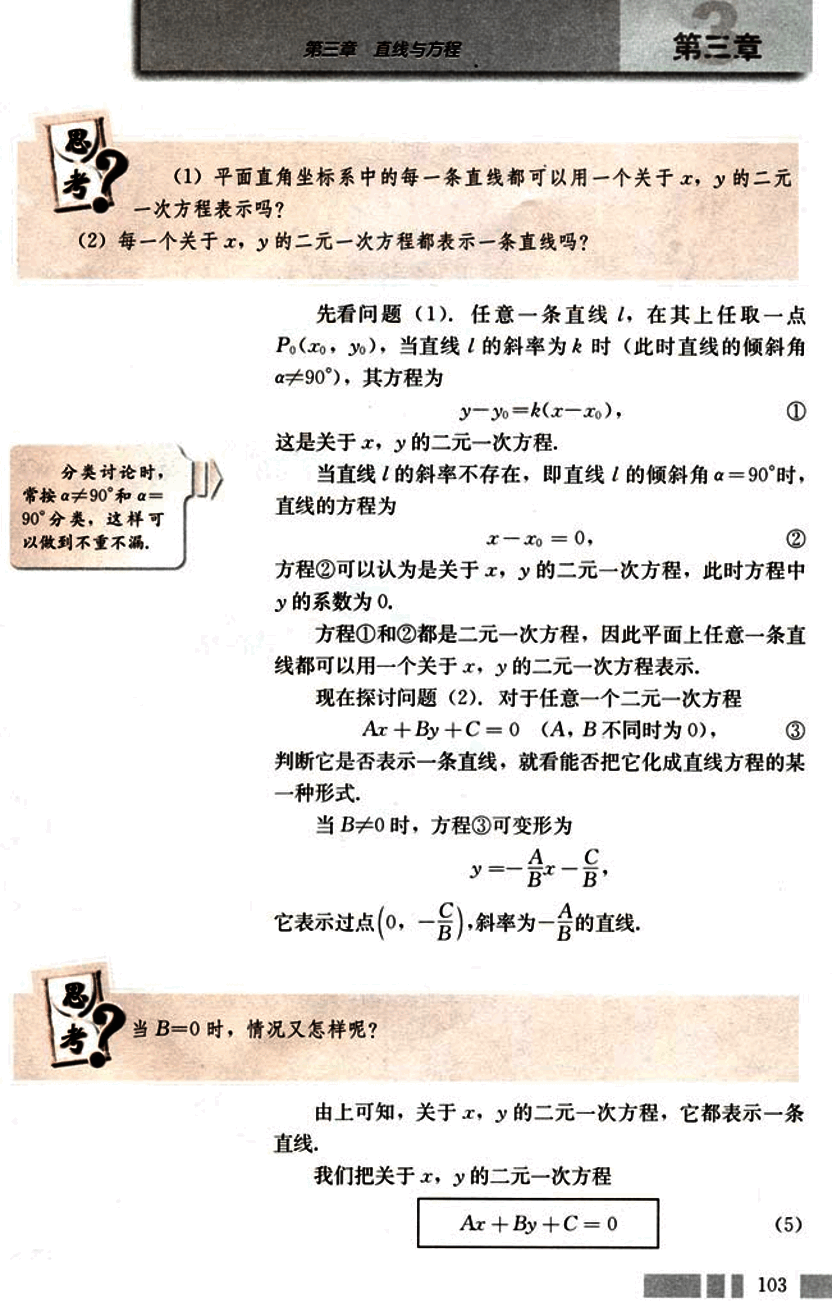 第三章 直线与方程
第三章
思考?
(1) 平面直角坐标系中的每一条直线都可以用一个关于 x, y 的二元
一次方程表示吗?
(2) 每一个关于 x, y 的二元一次方程都表示一条直线吗?
先看问题 (1). 任意一条直线 l, 在其上任取一点
P₀(x₀, y₀), 当直线 l 的斜率为 k 时 (此时直线的倾斜角
α≠90°), 其方程为
y-y₀=k(x-x₀), ①
这是关于 x, y 的二元一次方程.
分类讨论时,
常按 α≠90°和 α=
90°分类, 这样可
以做到不重不漏.
当直线 l 的斜率不存在, 即直线 l 的倾斜角 α=90°时,
直线的方程为
x-x₀=0, ②
方程②可以认为是关于 x, y 的二元一次方程, 此时方程中
y 的系数为 0.
方程①和②都是二元一次方程, 因此平面上任意一条直
线都可以用一个关于 x, y 的二元一次方程表示.
现在探讨问题 (2). 对于任意一个二元一次方程
Ax+By+C=0 (A, B 不同时为 0), ③
判断它是否表示一条直线, 就看能否把它化成直线方程的某
一种形式.
当 B≠0 时, 方程③可变形为
y=-A/B x-C/B,
它表示过点(0, -C/B),斜率为-A/B的直线.
思考?
当 B=0 时, 情况又怎样呢?
由上可知, 关于 x, y 的二元一次方程, 它都表示一条
直线.
我们把关于 x, y 的二元一次方程
Ax+By+C=0 (5)
103